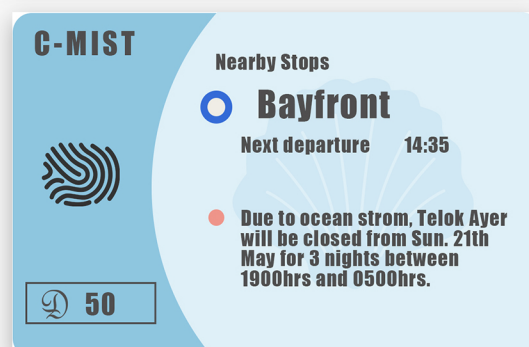 C-MIST
Nearby Stops
Bayfront
Next departure 14:35
Due to ocean strom, Telok Ayer
will be closed from Sun. 21th
May for 3 nights between
1900hrs and 0500hrs.
𝔇 50